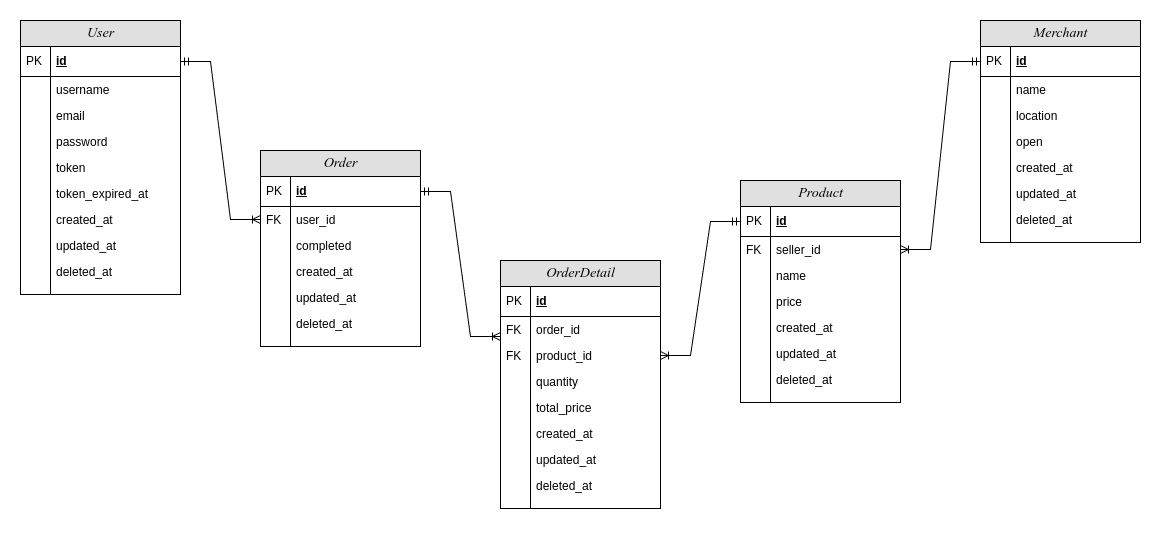 User
PK id
username
email
password
token
token_expired_at
created_at
updated_at
deleted_at
Order
PK id
FK user_id
completed
created_at
updated_at
deleted_at
OrderDetail
PK id
FK order_id
FK product_id
quantity
total_price
created_at
updated_at
deleted_at
Product
PK id
FK seller_id
name
price
created_at
updated_at
deleted_at
Merchant
PK id
name
location
open
created_at
updated_at
deleted_at